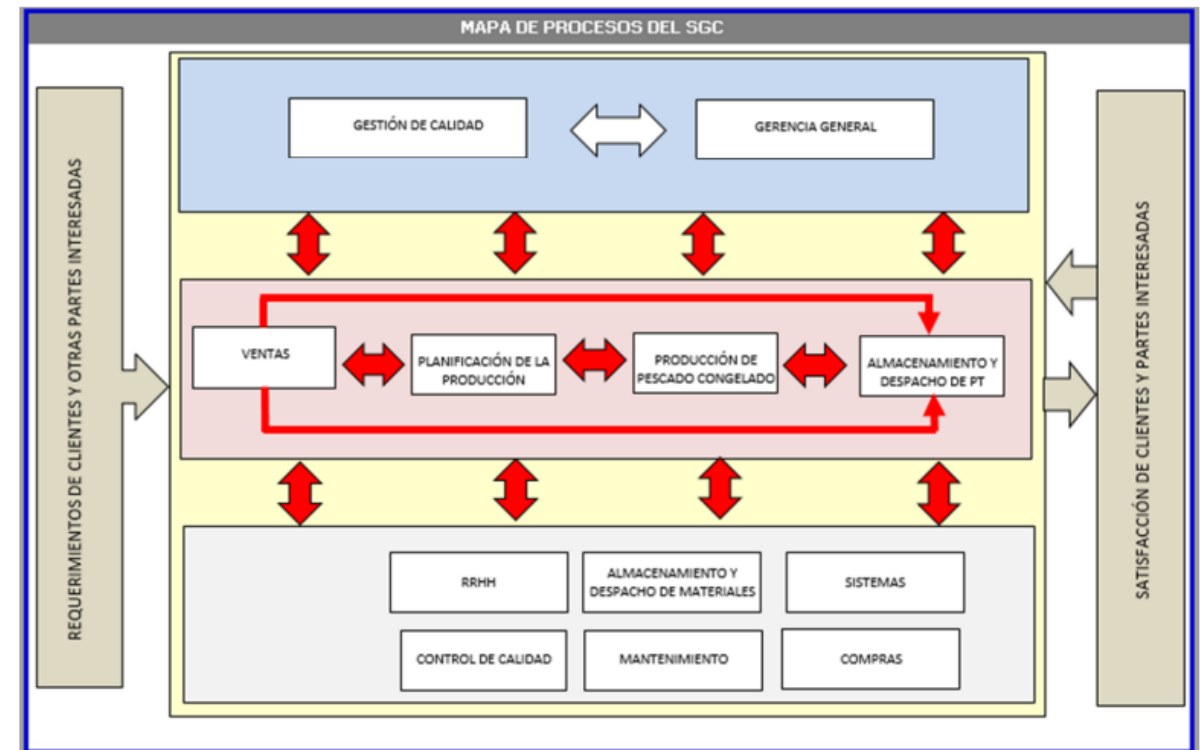 MAPA DE PROCESOS DEL SGC
REQUERIMIENTOS DE CLIENTES Y OTRAS PARTES INTERESADAS
GESTIÓN DE CALIDAD
GERENCIA GENERAL
VENTAS
PLANIFICACIÓN DE LA
PRODUCCIÓN
PRODUCCIÓN DE
PESCADO CONGELADO
ALMACENAMIENTO Y
DESPACHO DE PT
RRHH
ALMACENAMIENTO Y
DESPACHO DE MATERIALES
SISTEMAS
CONTROL DE CALIDAD
MANTENIMIENTO
COMPRAS
SATISFACCIÓN DE CLIENTES Y PARTES INTERESADAS